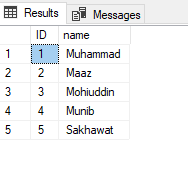 Results Messages
ID name
1 1 Muhammad
2 2 Maaz
3 3 Mohiuddin
4 4 Munib
5 5 Sakhawat